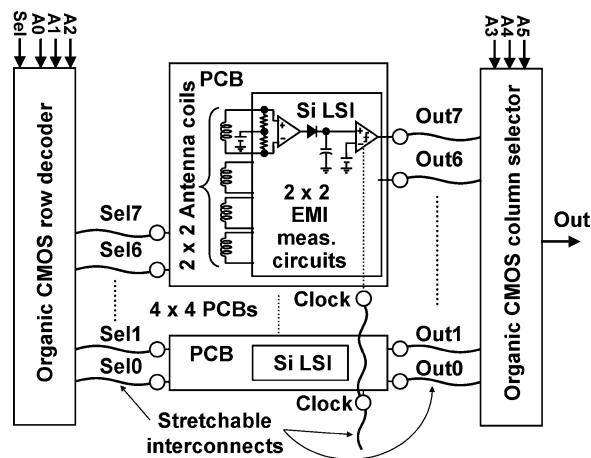 Sel
A0
A1
A2
A3
A4
A5
Organic CMOS row decoder
PCB
2 x 2 Antenna coils
Si LSI
2 x 2
EMI
meas.
circuits
Out7
Out6
Organic CMOS column selector
Out
Sel7
Sel6
Clock
4 x 4 PCBs
Sel1
Sel0
PCB
Si LSI
Out1
Out0
Clock
Stretchable
interconnects